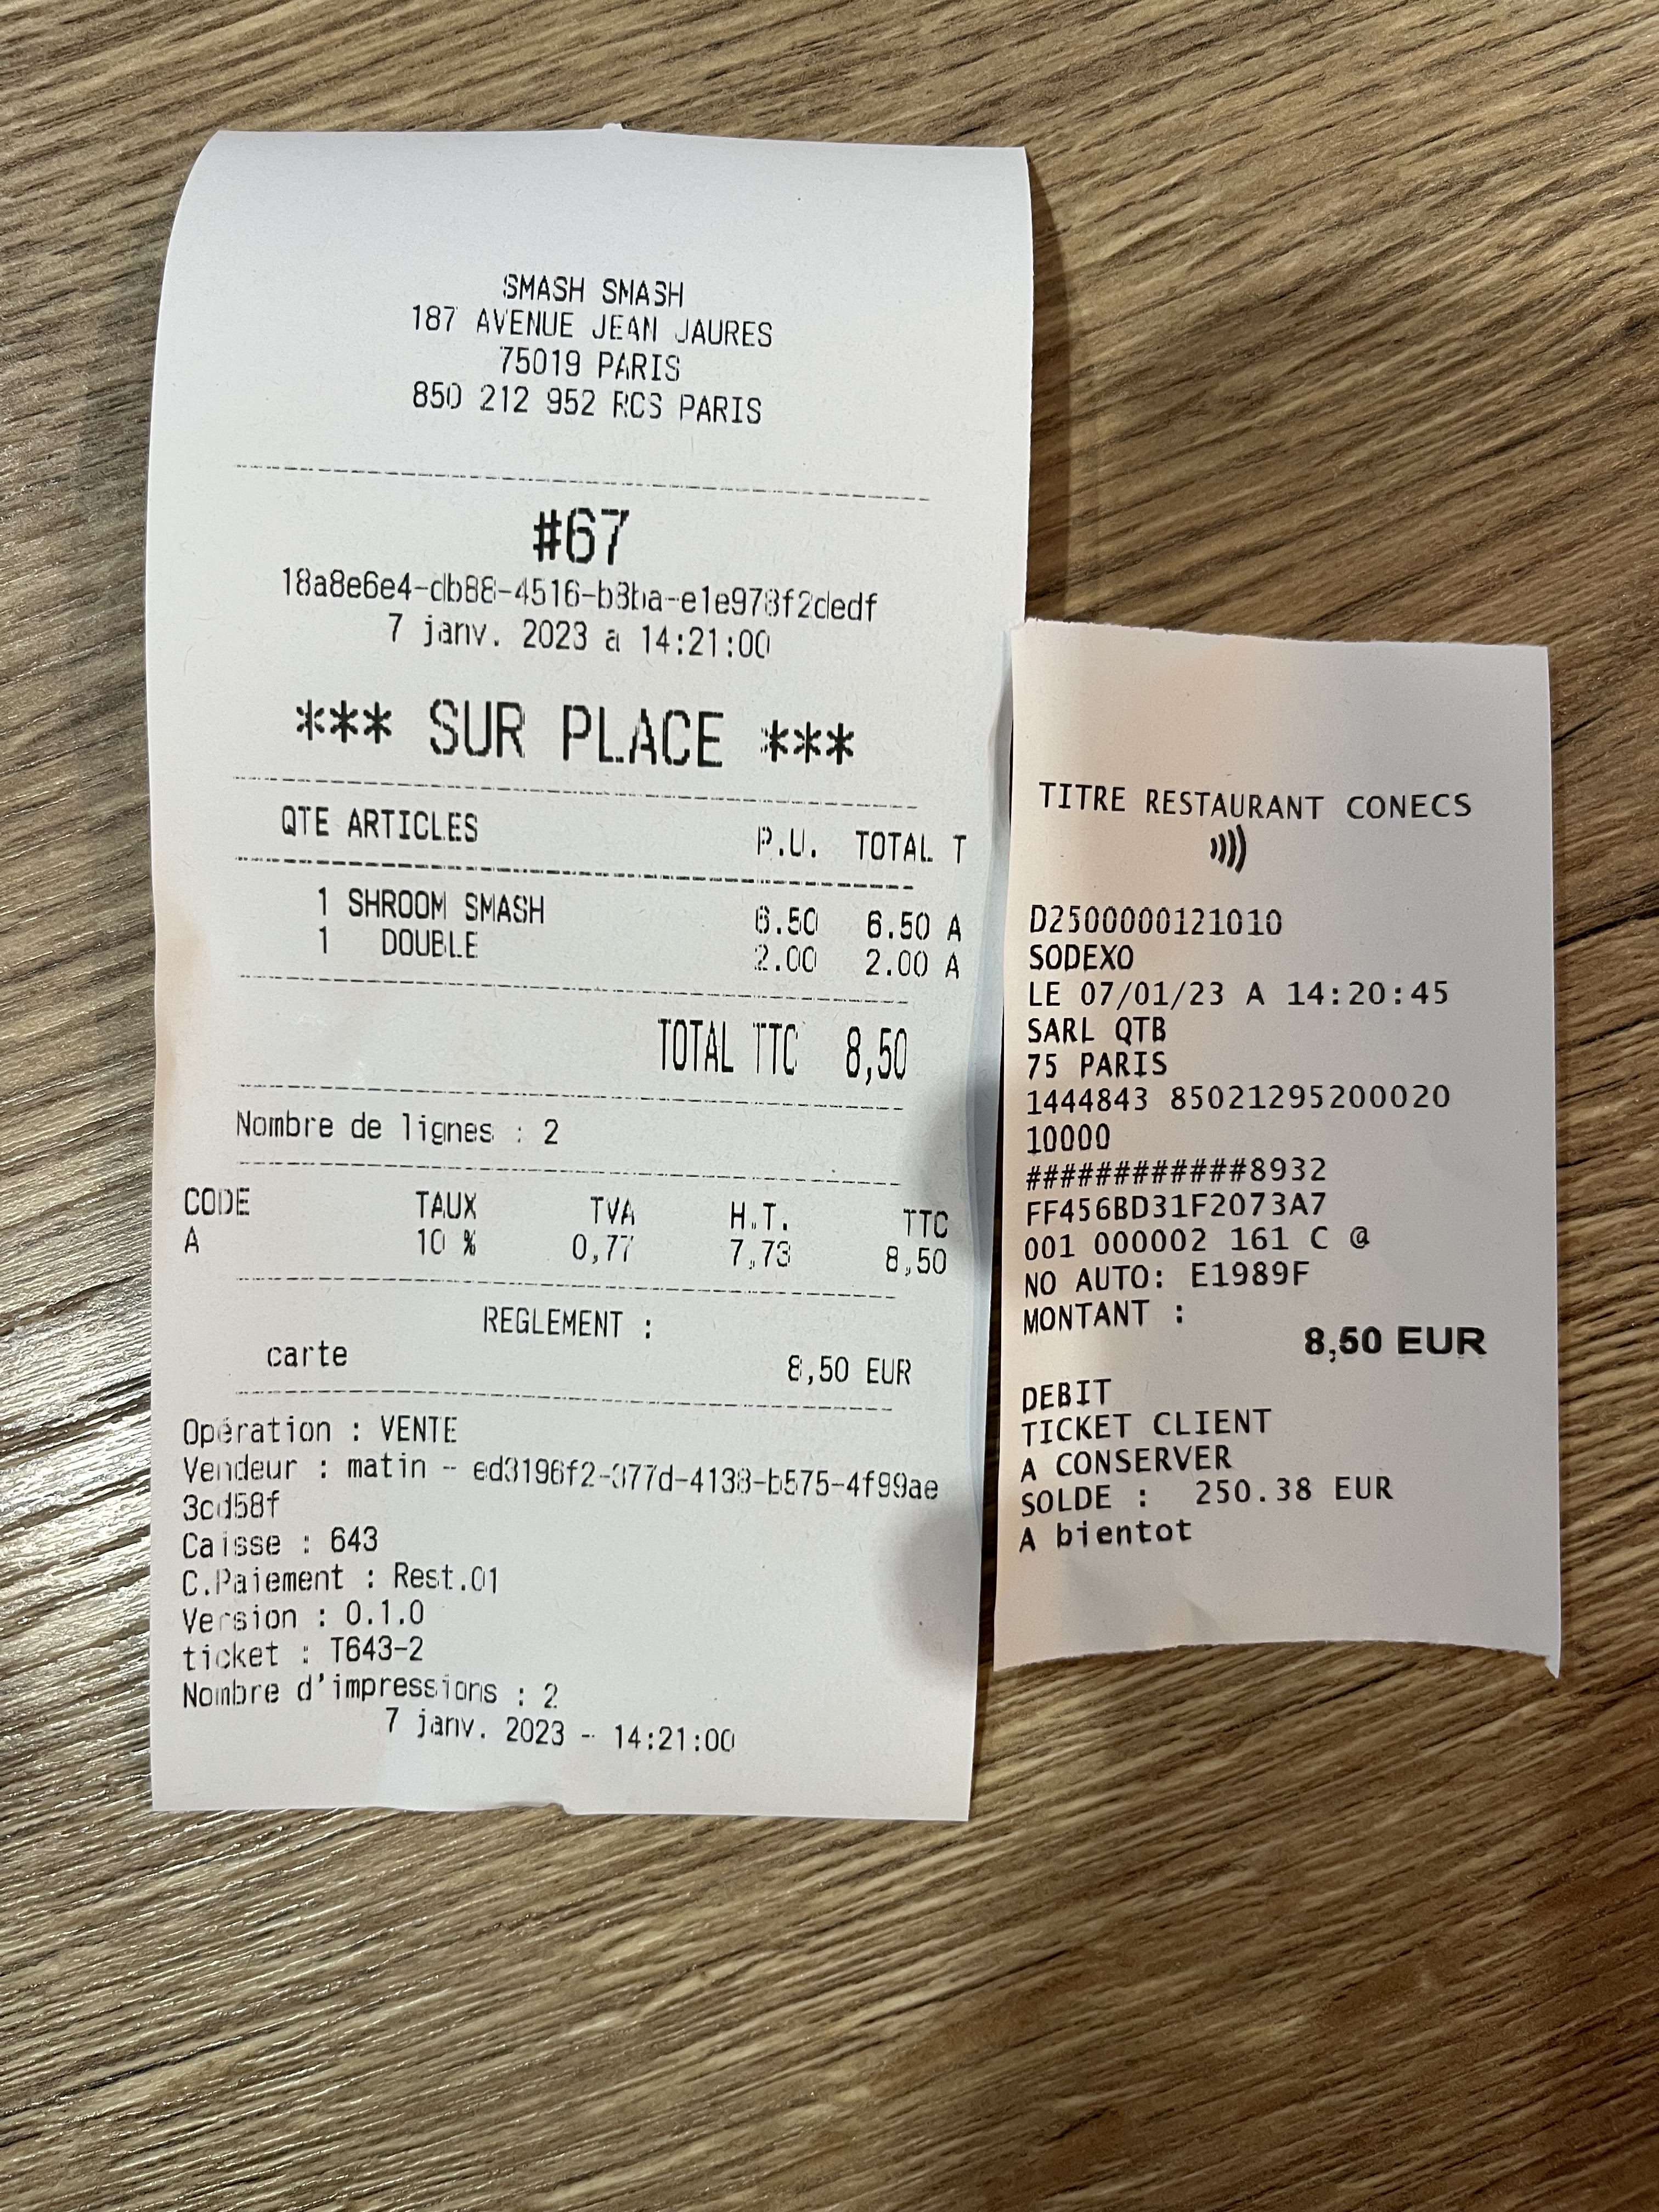 SMASH SMASH
187 AVENUE JEAN JAURES
75019 PARIS
850 212 952 RCS PARIS
#67
18a8e6e4-db88-4516-b3ba-e1e978f2dedf
7 janv. 2023 a 14:21:00
*** SUR PLACE ***
QTE ARTICLES P.U. TOTAL T
1 SHROOM SMASH 6.50 6.50 A
1 DOUBLE 2.00 2.00 A
TOTAL TTC 8,50
Nombre de lignes : 2
CODE TAUX TVA H.T. TTC
A 10 % 0,77 7,73 8,50
REGLEMENT :
carte 8,50 EUR
Opération : VENTE
Vendeur : matin - ed3196f2-377d-4138-b575-4f99ae
3cd58f
Caisse : 643
C.Paiement : Rest.01
Version : 0.1.0
ticket : T643-2
Nombre d'impressions : 2
7 janv. 2023 - 14:21:00
TITRE RESTAURANT CONECS
D2500000121010
SODEXO
LE 07/01/23 A 14:20:45
SARL QTB
75 PARIS
1444843 85021295200020
10000
############8932
FF456BD31F2073A7
001 000002 161 C @
NO AUTO: E1989F
MONTANT :
8,50 EUR
DEBIT
TICKET CLIENT
A CONSERVER
SOLDE : 250.38 EUR
A bientot